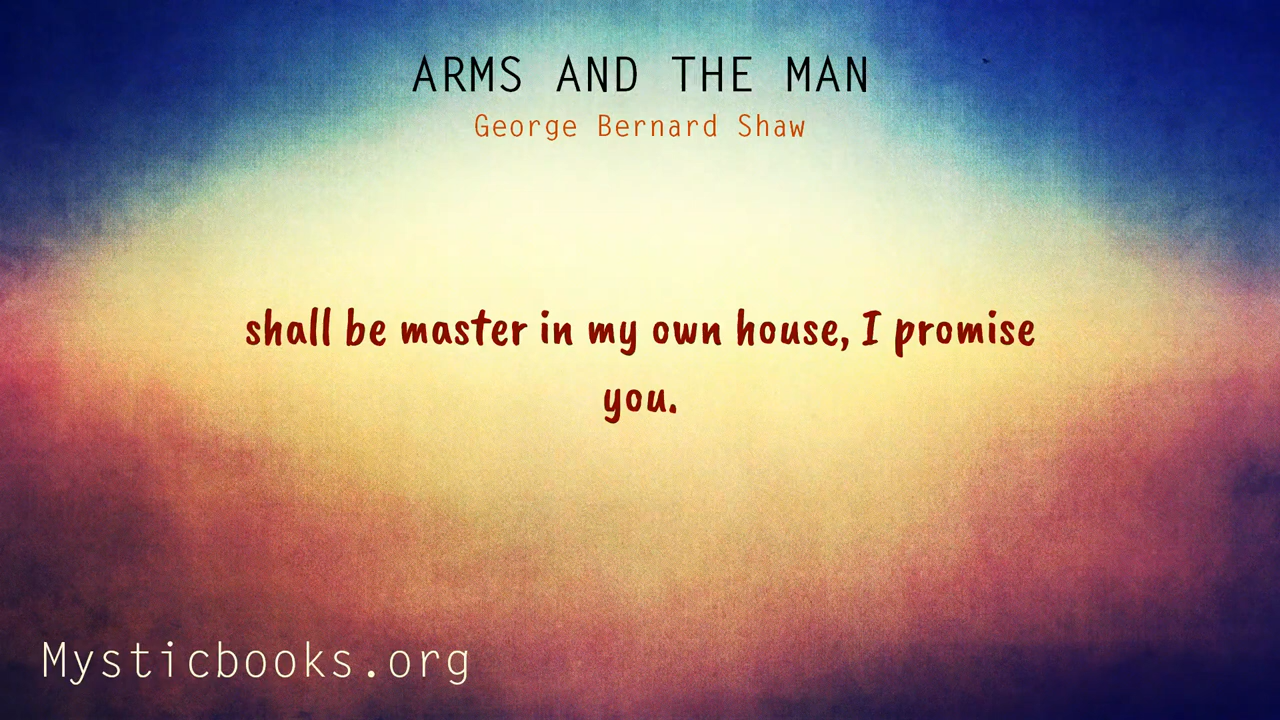 ARMS AND THE MAN
George Bernard Shaw
shall be master in my own house, I promise
you.
Mysticbooks.org